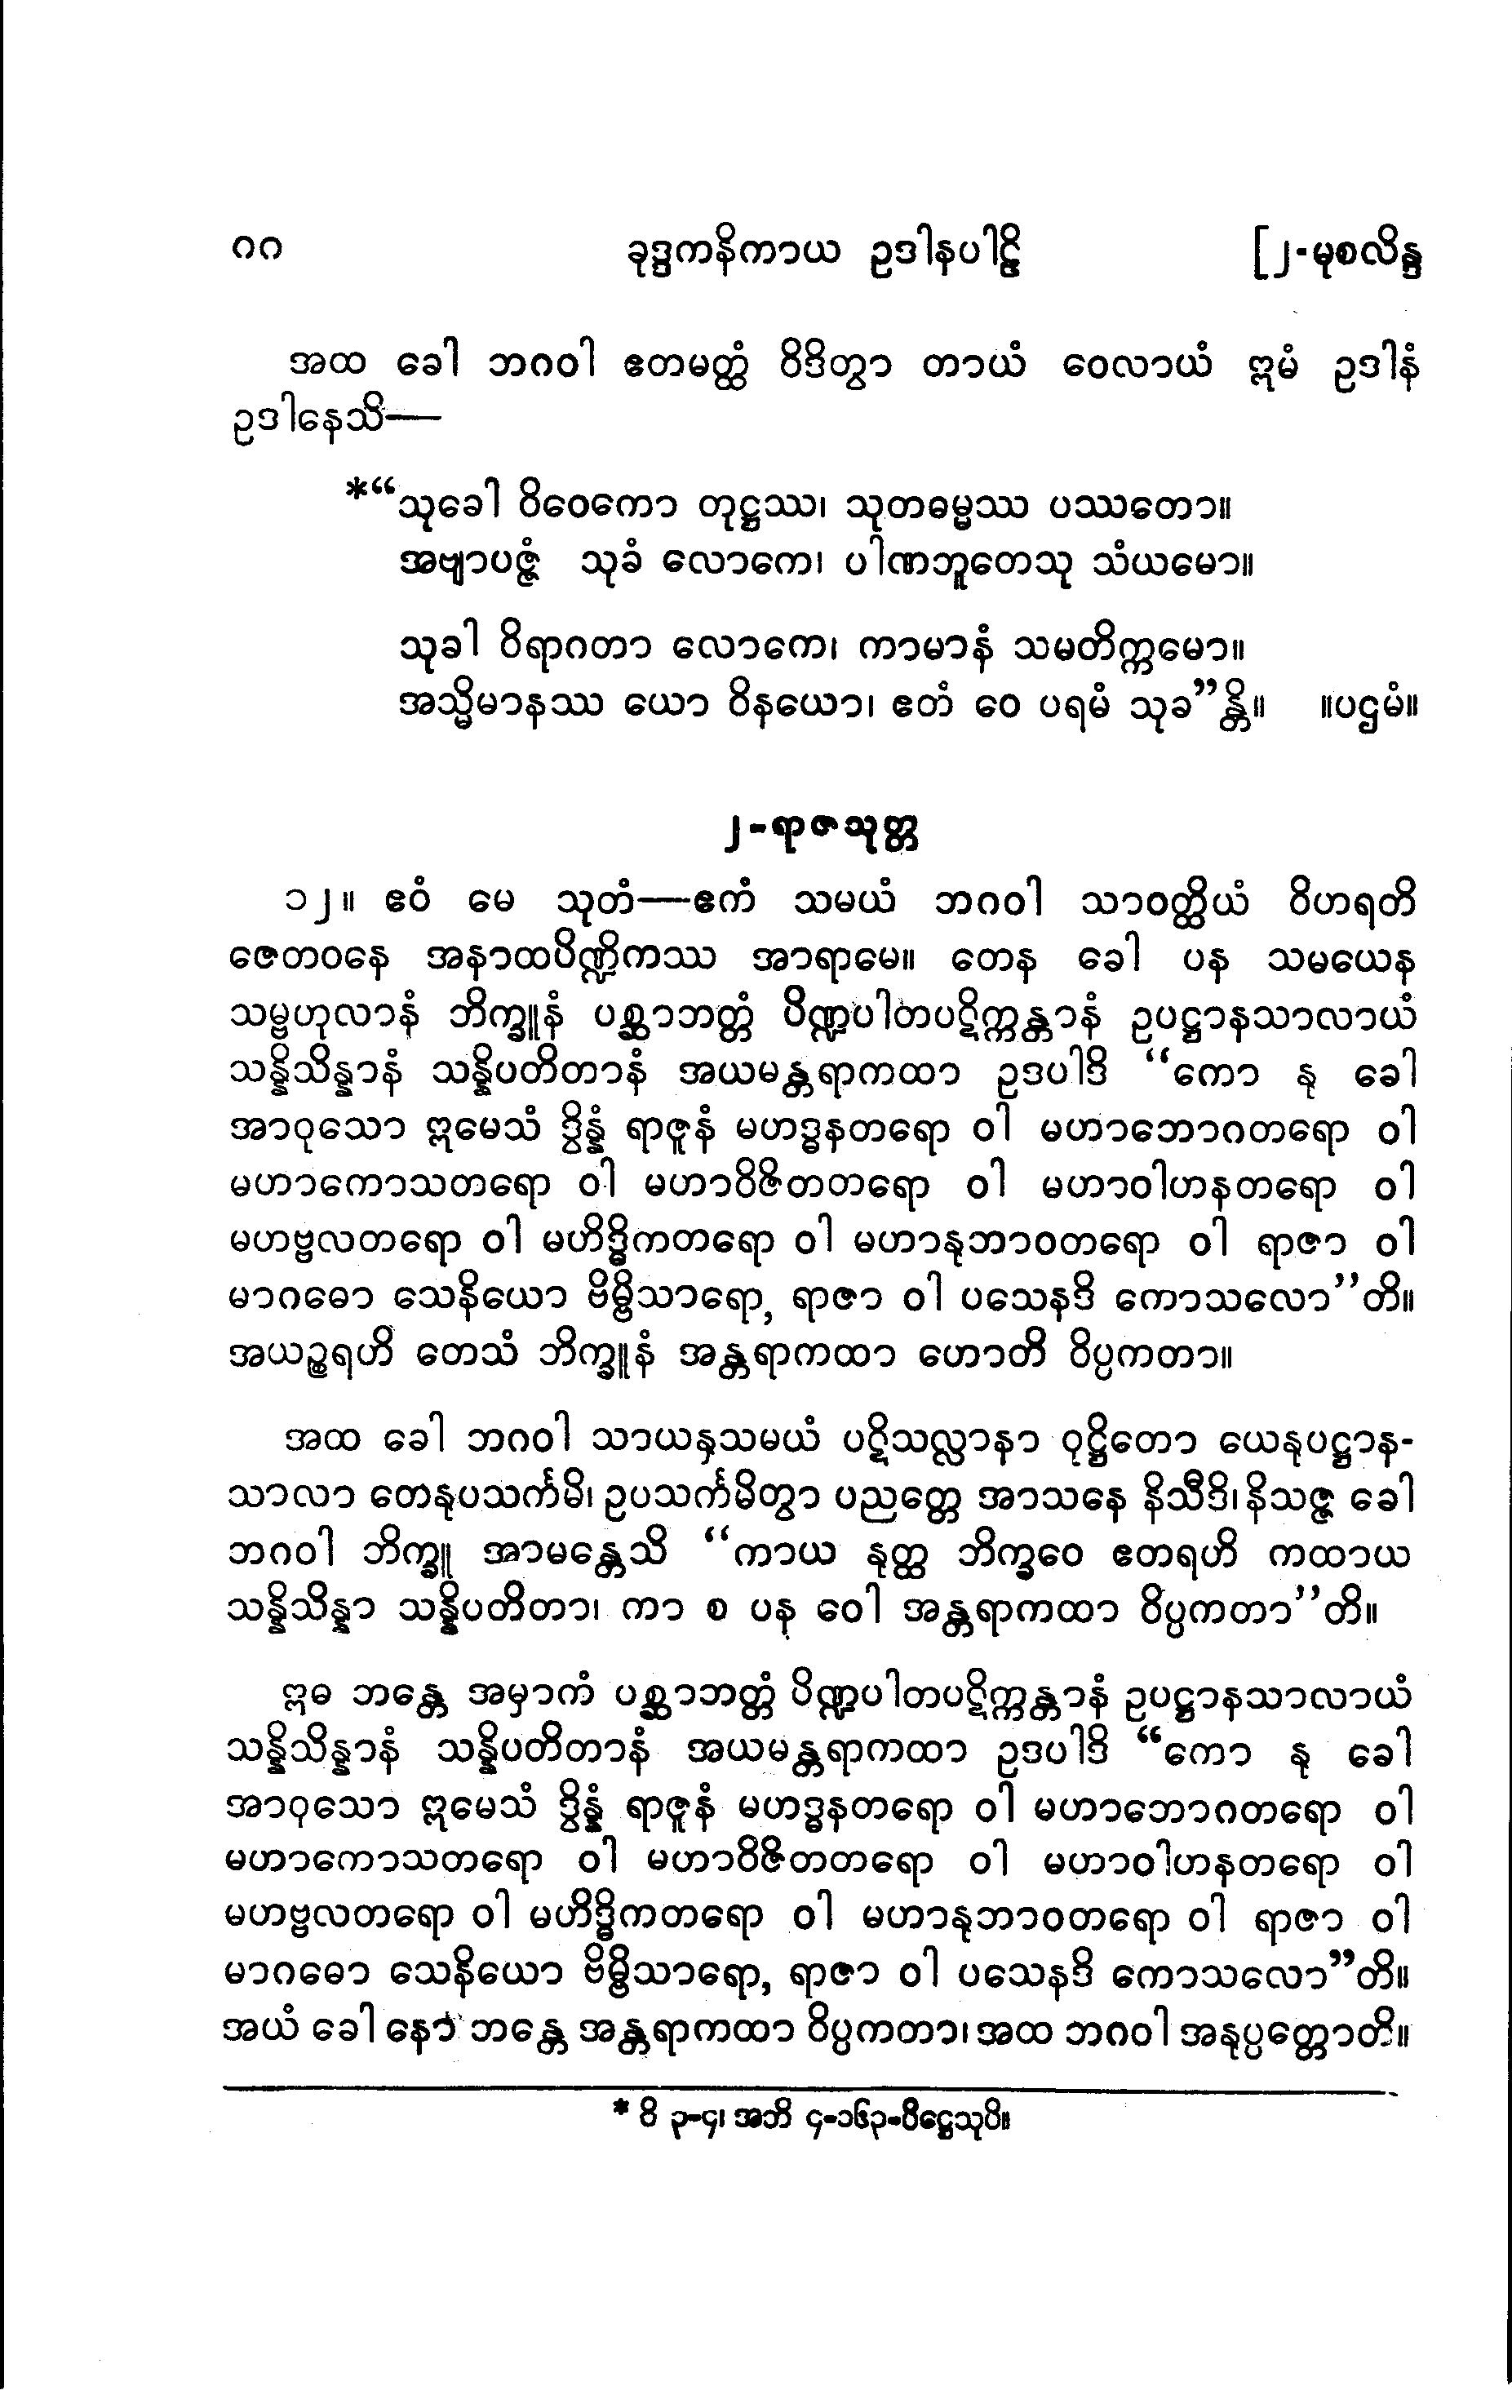 ၈၈ ခုဒ္ဒကနိကာယ ဥဒါနပါဠိ [၂-မုစလိန္ဒ
အထ ခေါ ဘဂဝါ ဧတမတ္ထံ ဝိဒိတွာ တာယံ ဝေလာယံ ဣမံ ဥဒါနံ
ဥဒါနေသိ—
*“သုခေါ ဝိဝေကော တုဋ္ဌဿ၊ သုတဓမ္မဿ ပဿတော။
အဗျာပဇ္ဇံ သုခံ လောကေ၊ ပါဏဘူတေသု သံယမော။
သုခါ ဝိရာဂတာ လောကေ၊ ကာမာနံ သမတိက္ကမော။
အသ္မိမာနဿ ယော ဝိနယော၊ ဧတံ ဝေ ပရမံ သုခ”န္တိ။ ။ပဌမံ။
၂-ရာဇသုတ္တ
၁၂။ ဧဝံ မေ သုတံ—ဧကံ သမယံ ဘဂဝါ သာဝတ္ထိယံ ဝိဟရတိ
ဇေတဝနေ အနာထပိဏ္ဍိကဿ အာရာမေ။ တေန ခေါ ပန သမယေန
သမ္ဗဟုလာနံ ဘိက္ခူနံ ပစ္ဆာဘတ္တံ ပိဏ္ဍပါတပဋိက္ကန္တာနံ ဥပဋ္ဌာနသာလာယံ
သန္နိသိန္နာနံ သန္နိပတိတာနံ အယမန္တရာကထာ ဥဒပါဒိ “ကော နု ခေါ
အာဝုသော ဣမေသံ ဒွိန္နံ ရာဇူနံ မဟဒ္ဓနတရော ဝါ မဟာဘောဂတရော ဝါ
မဟာကောသတရော ဝါ မဟာဝိဇိတတရော ဝါ မဟာဝါဟနတရော ဝါ
မဟဗ္ဗလတရော ဝါ မဟိဒ္ဓိကတရော ဝါ မဟာနုဘာဝတရော ဝါ ရာဇာ ဝါ
မာဂဓော သေနိယော ဗိမ္ဗိသာရော, ရာဇာ ဝါ ပသေနဒိ ကောသလော”တိ။
အယဉ္စရဟိ တေသံ ဘိက္ခူနံ အန္တရာကထာ ဟောတိ ဝိပ္ပကတာ။
အထ ခေါ ဘဂဝါ သာယနှသမယံ ပဋိသလ္လာနာ ဝုဋ္ဌိတော ယေနုပဋ္ဌာန-
သာလာ တေနုပသင်္ကမိ၊ ဥပသင်္ကမိတွာ ပညတ္တေ အာသနေ နိသီဒိ၊ နိသဇ္ဇ ခေါ
ဘဂဝါ ဘိက္ခူ အာမန္တေသိ “ကာယ နုတ္ထ ဘိက္ခဝေ ဧတရဟိ ကထာယ
သန္နိသိန္နာ သန္နိပတိတာ၊ ကာ စ ပန ဝေါ အန္တရာကထာ ဝိပ္ပကတာ”တိ။
ဣဓ ဘန္တေ အမှာကံ ပစ္ဆာဘတ္တံ ပိဏ္ဍပါတပဋိက္ကန္တာနံ ဥပဋ္ဌာနသာလာယံ
သန္နိသိန္နာနံ သန္နိပတိတာနံ အယမန္တရာကထာ ဥဒပါဒိ “ကော နု ခေါ
အာဝုသော ဣမေသံ ဒွိန္နံ ရာဇူနံ မဟဒ္ဓနတရော ဝါ မဟာဘောဂတရော ဝါ
မဟာကောသတရော ဝါ မဟာဝိဇိတတရော ဝါ မဟာဝါဟနတရော ဝါ
မဟဗ္ဗလတရော ဝါ မဟိဒ္ဓိကတရော ဝါ မဟာနုဘာဝတရော ဝါ ရာဇာ ဝါ
မာဂဓော သေနိယော ဗိမ္ဗိသာရော, ရာဇာ ဝါ ပသေနဒိ ကောသလော”တိ။
အယံ ခေါ နော ဘန္တေ အန္တရာကထာ ဝိပ္ပကတာ၊ အထ ဘဂဝါ အနုပ္ပတ္တောတိ။
* ဝိ ၃-၄၊ အဘိ ၄-၁၆၃-ပိဋ္ဌေသုပိ။